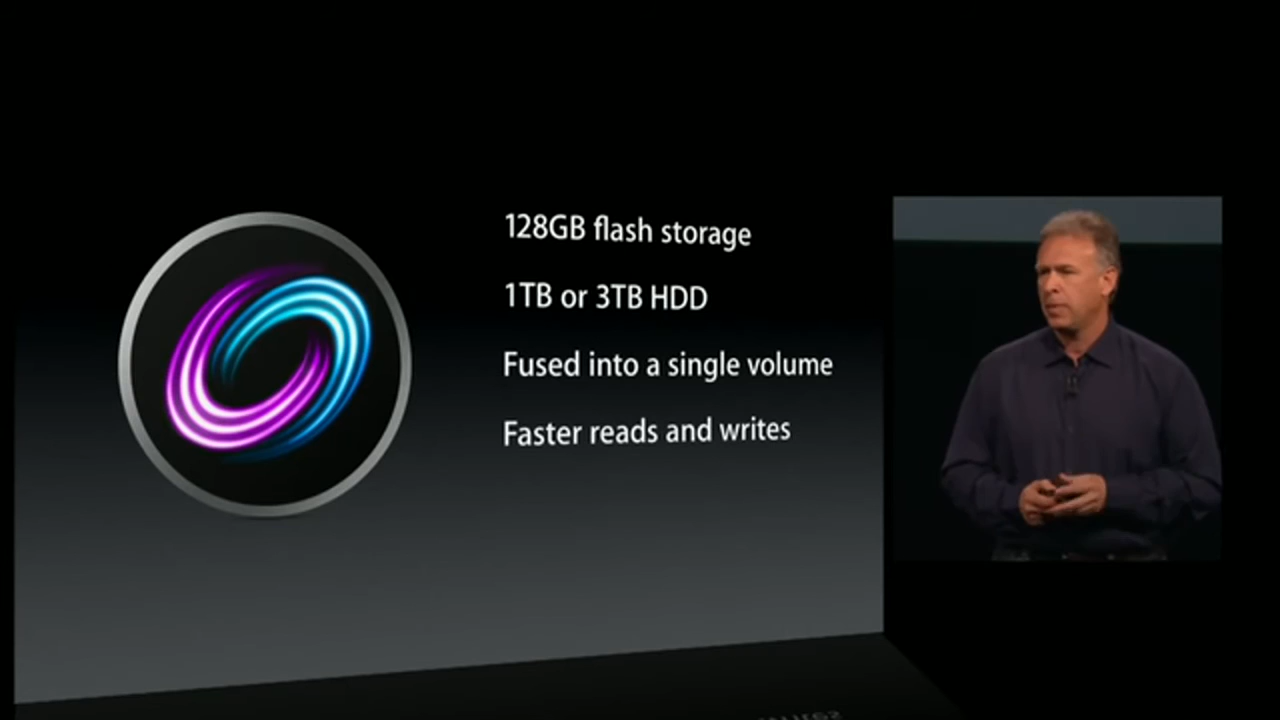 128GB flash storage
1TB or 3TB HDD
Fused into a single volume
Faster reads and writes